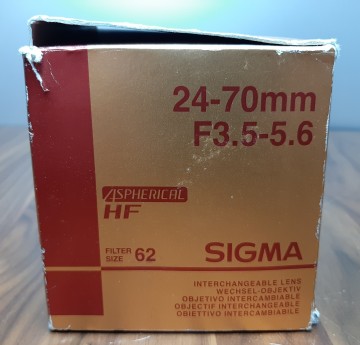 24-70mm
F3.5-5.6
ASPHERICAL
HF
FILTER
SIZE 62
SIGMA
INTERCHANGEABLE LENS
WECHSEL-OBJEKTIV
OBJETIVO INTERCAMBIABLE
OBJECTIF INTERCHANGEABLE
OBIETTIVO INTERCAMBIABILE